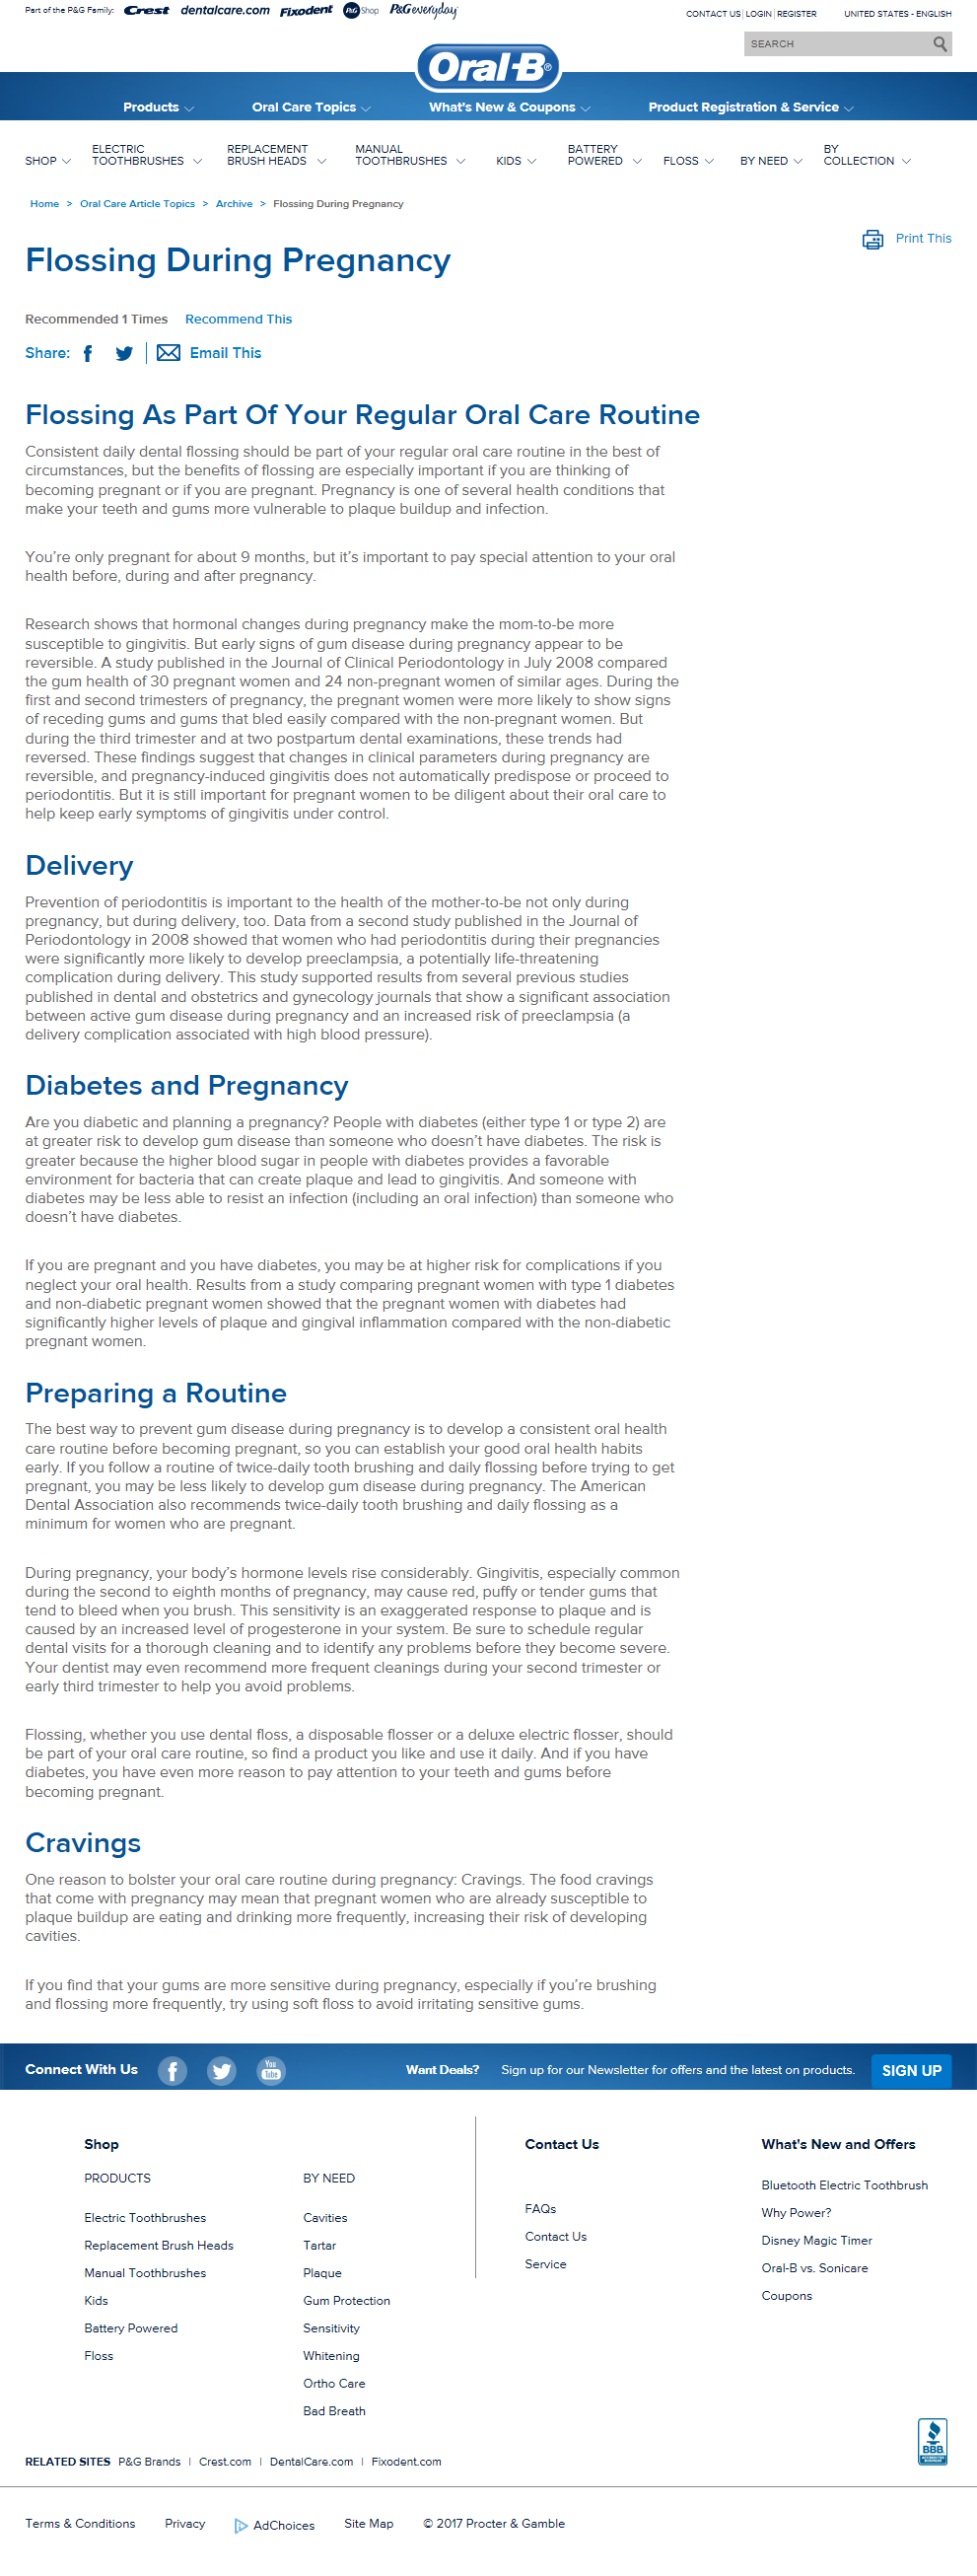 Part of the P&G Family: Crest dentalcare.com Fixodent P&G Shop P&G everyday
CONTACT US LOGIN REGISTER UNITED STATES - ENGLISH
SEARCH
Oral-B®
Products Oral Care Topics What's New & Coupons Product Registration & Service
SHOP ELECTRIC TOOTHBRUSHES REPLACEMENT BRUSH HEADS MANUAL TOOTHBRUSHES KIDS BATTERY POWERED FLOSS BY NEED BY COLLECTION
Home > Oral Care Article Topics > Archive > Flossing During Pregnancy
Print This
Flossing During Pregnancy
Recommended 1 Times Recommend This
Share: Email This
Flossing As Part Of Your Regular Oral Care Routine
Consistent daily dental flossing should be part of your regular oral care routine in the best of
circumstances, but the benefits of flossing are especially important if you are thinking of
becoming pregnant or if you are pregnant. Pregnancy is one of several health conditions that
make your teeth and gums more vulnerable to plaque buildup and infection.
You're only pregnant for about 9 months, but it's important to pay special attention to your oral
health before, during and after pregnancy.
Research shows that hormonal changes during pregnancy make the mom-to-be more
susceptible to gingivitis. But early signs of gum disease during pregnancy appear to be
reversible. A study published in the Journal of Clinical Periodontology in July 2008 compared
the gum health of 30 pregnant women and 24 non-pregnant women of similar ages. During the
first and second trimesters of pregnancy, the pregnant women were more likely to show signs
of receding gums and gums that bled easily compared with the non-pregnant women. But
during the third trimester and at two postpartum dental examinations, these trends had
reversed. These findings suggest that changes in clinical parameters during pregnancy are
reversible, and pregnancy-induced gingivitis does not automatically predispose or proceed to
periodontitis. But it is still important for pregnant women to be diligent about their oral care to
help keep early symptoms of gingivitis under control.
Delivery
Prevention of periodontitis is important to the health of the mother-to-be not only during
pregnancy, but during delivery, too. Data from a second study published in the Journal of
Periodontology in 2008 showed that women who had periodontitis during their pregnancies
were significantly more likely to develop preeclampsia, a potentially life-threatening
complication during delivery. This study supported results from several previous studies
published in dental and obstetrics and gynecology journals that show a significant association
between active gum disease during pregnancy and an increased risk of preeclampsia (a
delivery complication associated with high blood pressure).
Diabetes and Pregnancy
Are you diabetic and planning a pregnancy? People with diabetes (either type 1 or type 2) are
at greater risk to develop gum disease than someone who doesn't have diabetes. The risk is
greater because the higher blood sugar in people with diabetes provides a favorable
environment for bacteria that can create plaque and lead to gingivitis. And someone with
diabetes may be less able to resist an infection (including an oral infection) than someone who
doesn't have diabetes.
If you are pregnant and you have diabetes, you may be at higher risk for complications if you
neglect your oral health. Results from a study comparing pregnant women with type 1 diabetes
and non-diabetic pregnant women showed that the pregnant women with diabetes had
significantly higher levels of plaque and gingival inflammation compared with the non-diabetic
pregnant women.
Preparing a Routine
The best way to prevent gum disease during pregnancy is to develop a consistent oral health
care routine before becoming pregnant, so you can establish your good oral health habits
early. If you follow a routine of twice-daily tooth brushing and daily flossing before trying to get
pregnant, you may be less likely to develop gum disease during pregnancy. The American
Dental Association also recommends twice-daily tooth brushing and daily flossing as a
minimum for women who are pregnant.
During pregnancy, your body's hormone levels rise considerably. Gingivitis, especially common
during the second to eighth months of pregnancy, may cause red, puffy or tender gums that
tend to bleed when you brush. This sensitivity is an exaggerated response to plaque and is
caused by an increased level of progesterone in your system. Be sure to schedule regular
dental visits for a thorough cleaning and to identify any problems before they become severe.
Your dentist may even recommend more frequent cleanings during your second trimester or
early third trimester to help you avoid problems.
Flossing, whether you use dental floss, a disposable flosser or a deluxe electric flosser, should
be part of your oral care routine, so find a product you like and use it daily. And if you have
diabetes, you have even more reason to pay attention to your teeth and gums before
becoming pregnant.
Cravings
One reason to bolster your oral care routine during pregnancy: Cravings. The food cravings
that come with pregnancy may mean that pregnant women who are already susceptible to
plaque buildup are eating and drinking more frequently, increasing their risk of developing
cavities.
If you find that your gums are more sensitive during pregnancy, especially if you're brushing
and flossing more frequently, try using soft floss to avoid irritating sensitive gums.
Connect With Us You Tube Want Deals? Sign up for our Newsletter for offers and the latest on products. SIGN UP
Shop
PRODUCTS
Electric Toothbrushes
Replacement Brush Heads
Manual Toothbrushes
Kids
Battery Powered
Floss
BY NEED
Cavities
Tartar
Plaque
Gum Protection
Sensitivity
Whitening
Ortho Care
Bad Breath
Contact Us
FAQs
Contact Us
Service
What's New and Offers
Bluetooth Electric Toothbrush
Why Power?
Disney Magic Timer
Oral-B vs. Sonicare
Coupons
BBB
RELATED SITES P&G Brands | Crest.com | DentalCare.com | Fixodent.com
Terms & Conditions Privacy AdChoices Site Map © 2017 Procter & Gamble